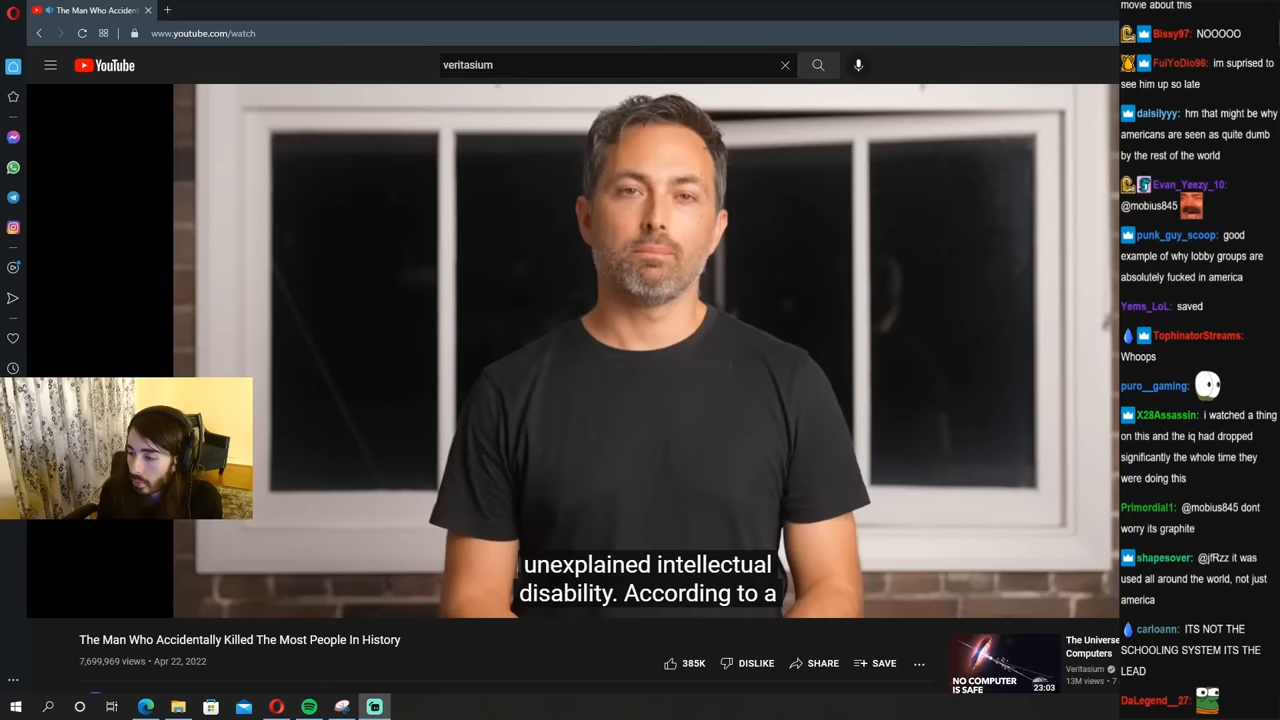 The Man Who Acciden
www.youtube.com/watch
YouTube
veritasium
unexplained intellectual
disability. According to a
The Man Who Accidentally Killed The Most People In History
7,699,969 views • Apr 22, 2022
385K
DISLIKE
SHARE
SAVE
NO COMPUTER
IS SAFE
23:03
The Universe
Computers
Veritasium
13M views • 7
movie about this
Bissy97: NOOOOO
FulYoDio96: im suprised to
see him up so late
daisilyyy: hm that might be why
americans are seen as quite dumb
by the rest of the world
Evan_Yeezy_10:
@mobius845
punk_guy_scoop: good
example of why lobby groups are
absolutely fucked in america
Yems_LoL: saved
TophinatorStreams:
Whoops
puro__gaming:
X28Assassin: i watched a thing
on this and the iq had dropped
significantly the whole time they
were doing this
Primordial1: @mobius845 dont
worry its graphite
shapesover: @jfRzz it was
used all around the world, not just
america
carloann: ITS NOT THE
SCHOOLING SYSTEM ITS THE
LEAD
DaLegend__27: